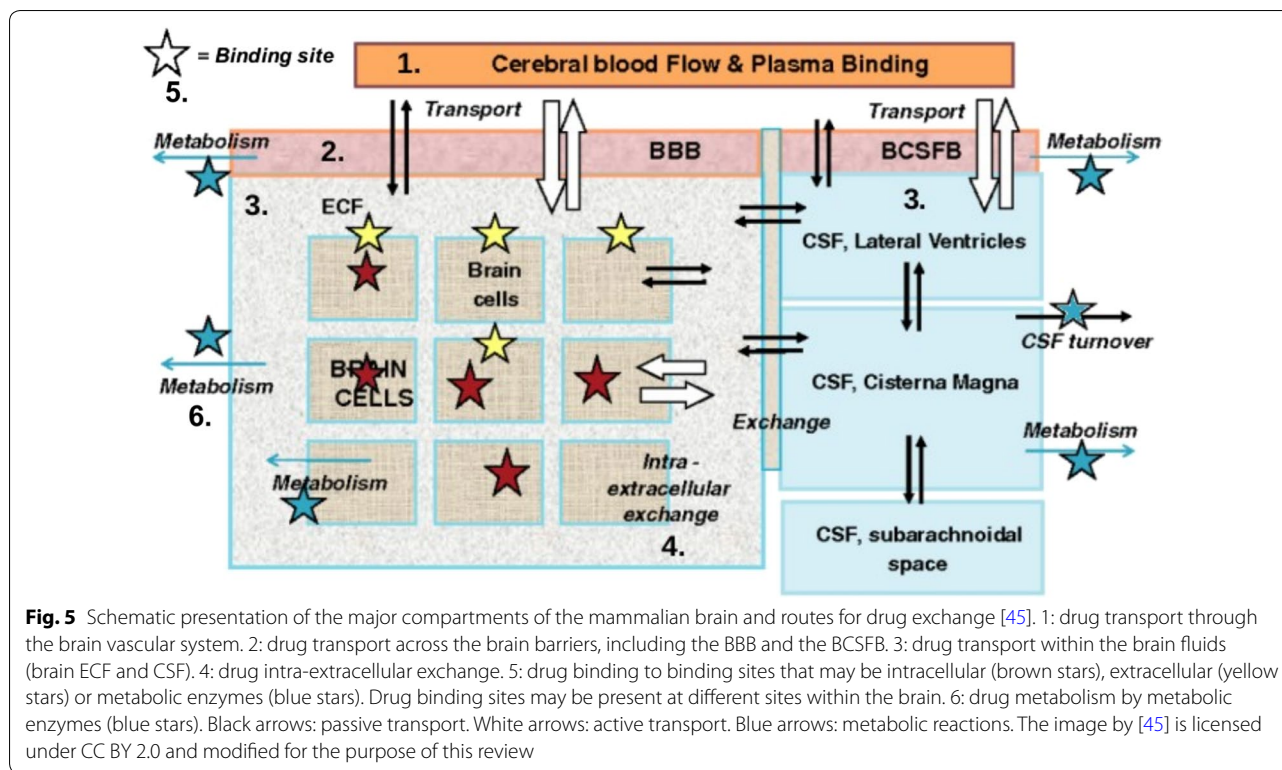 = Binding site
5.
1. Cerebral blood Flow & Plasma Binding
Transport
Transport
Metabolism
2.
BBB
BCSFB
Metabolism
3.
ECF
3.
CSF, Lateral Ventricles
Brain
cells
CSF turnover
Metabolism
6.
BRAIN
CELLS
CSF, Cisterna Magna
Exchange
Metabolism
Metabolism
Intra -
extracellular
exchange
4.
CSF, subarachnoidal
space
Fig. 5 Schematic presentation of the major compartments of the mammalian brain and routes for drug exchange [45]. 1: drug transport through
the brain vascular system. 2: drug transport across the brain barriers, including the BBB and the BCSFB. 3: drug transport within the brain fluids
(brain ECF and CSF). 4: drug intra-extracellular exchange. 5: drug binding to binding sites that may be intracellular (brown stars), extracellular (yellow
stars) or metabolic enzymes (blue stars). Drug binding sites may be present at different sites within the brain. 6: drug metabolism by metabolic
enzymes (blue stars). Black arrows: passive transport. White arrows: active transport. Blue arrows: metabolic reactions. The image by [45] is licensed
under CC BY 2.0 and modified for the purpose of this review